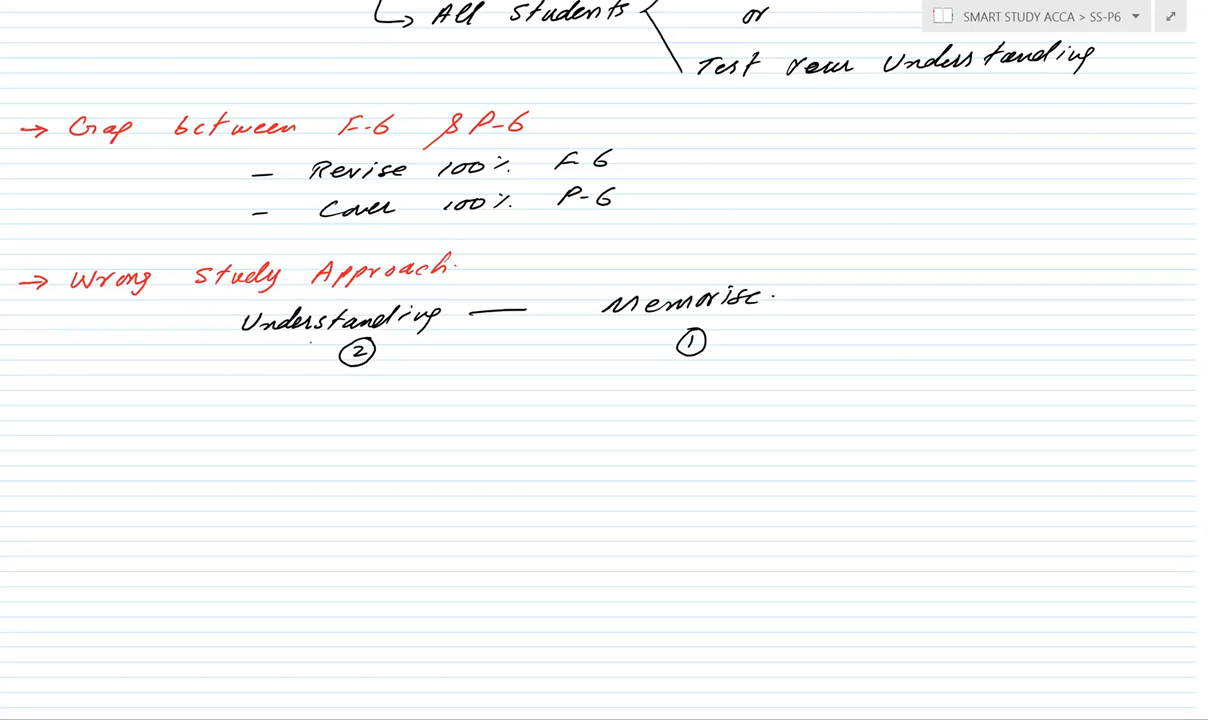 SMART STUDY ACCA > SS-P6
↳ All Students < or
Test your Understanding
→ Gap between F-6 & P-6
- Revise 100% F6
- Cover 100% P-6
→ Wrong Study Approach.
Understanding — Memorise.
② ①